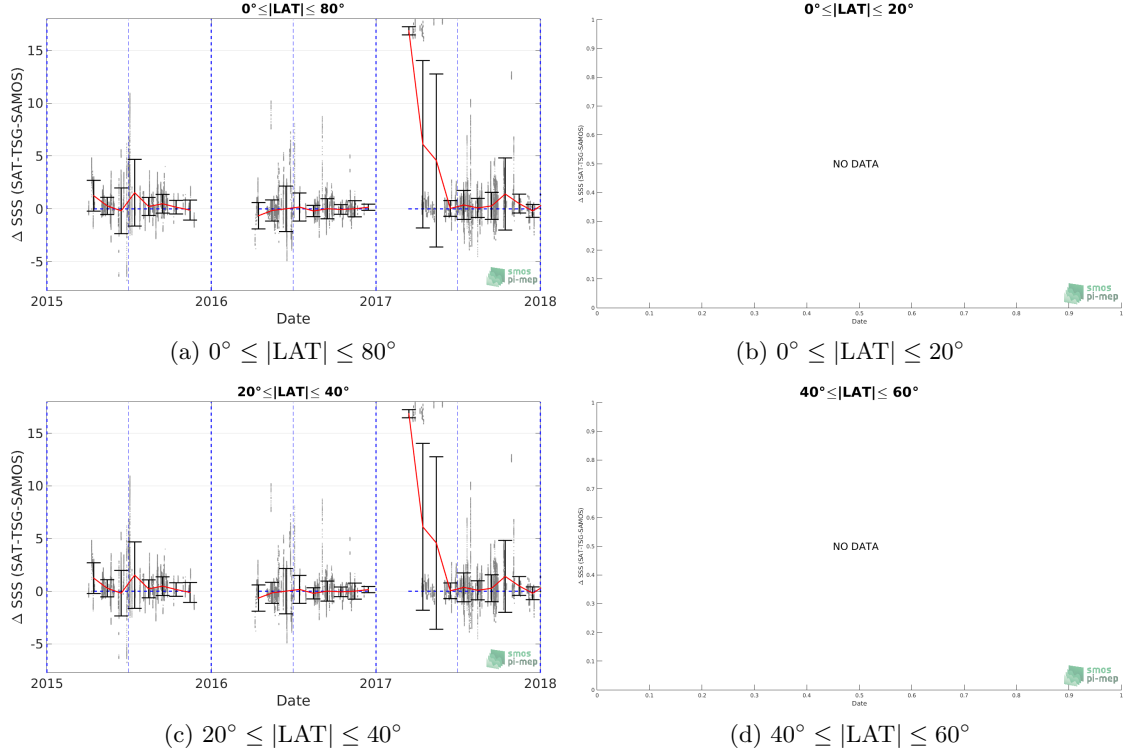 0°≤|LAT|≤ 80°
Δ SSS (SAT-TSG-SAMOS)
15
10
5
0
-5
2015
2016
2017
2018
Date
smos
pi-mep
(a) 0° ≤ |LAT| ≤ 80°
0°≤|LAT|≤ 20°
Δ SSS (SAT-TSG-SAMOS)
1
0.9
0.8
0.7
0.6
0.5
0.4
0.3
0.2
0.1
0
NO DATA
0
0.1
0.2
0.3
0.4
0.5
0.6
0.7
0.8
0.9
1
Date
smos
pi-mep
(b) 0° ≤ |LAT| ≤ 20°
20°≤|LAT|≤ 40°
Δ SSS (SAT-TSG-SAMOS)
15
10
5
0
-5
2015
2016
2017
2018
Date
smos
pi-mep
(c) 20° ≤ |LAT| ≤ 40°
40°≤|LAT|≤ 60°
Δ SSS (SAT-TSG-SAMOS)
1
0.9
0.8
0.7
0.6
0.5
0.4
0.3
0.2
0.1
0
NO DATA
0
0.1
0.2
0.3
0.4
0.5
0.6
0.7
0.8
0.9
1
Date
smos
pi-mep
(d) 40° ≤ |LAT| ≤ 60°